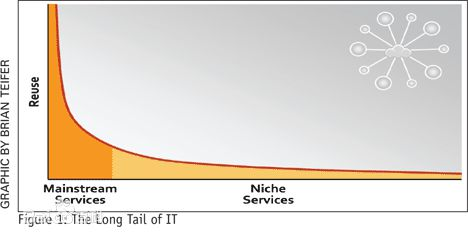 GRAPHIC BY BRIAN TEIFER
Reuse
Mainstream
Services
Niche
Services
Figure 1: The Long Tail of IT